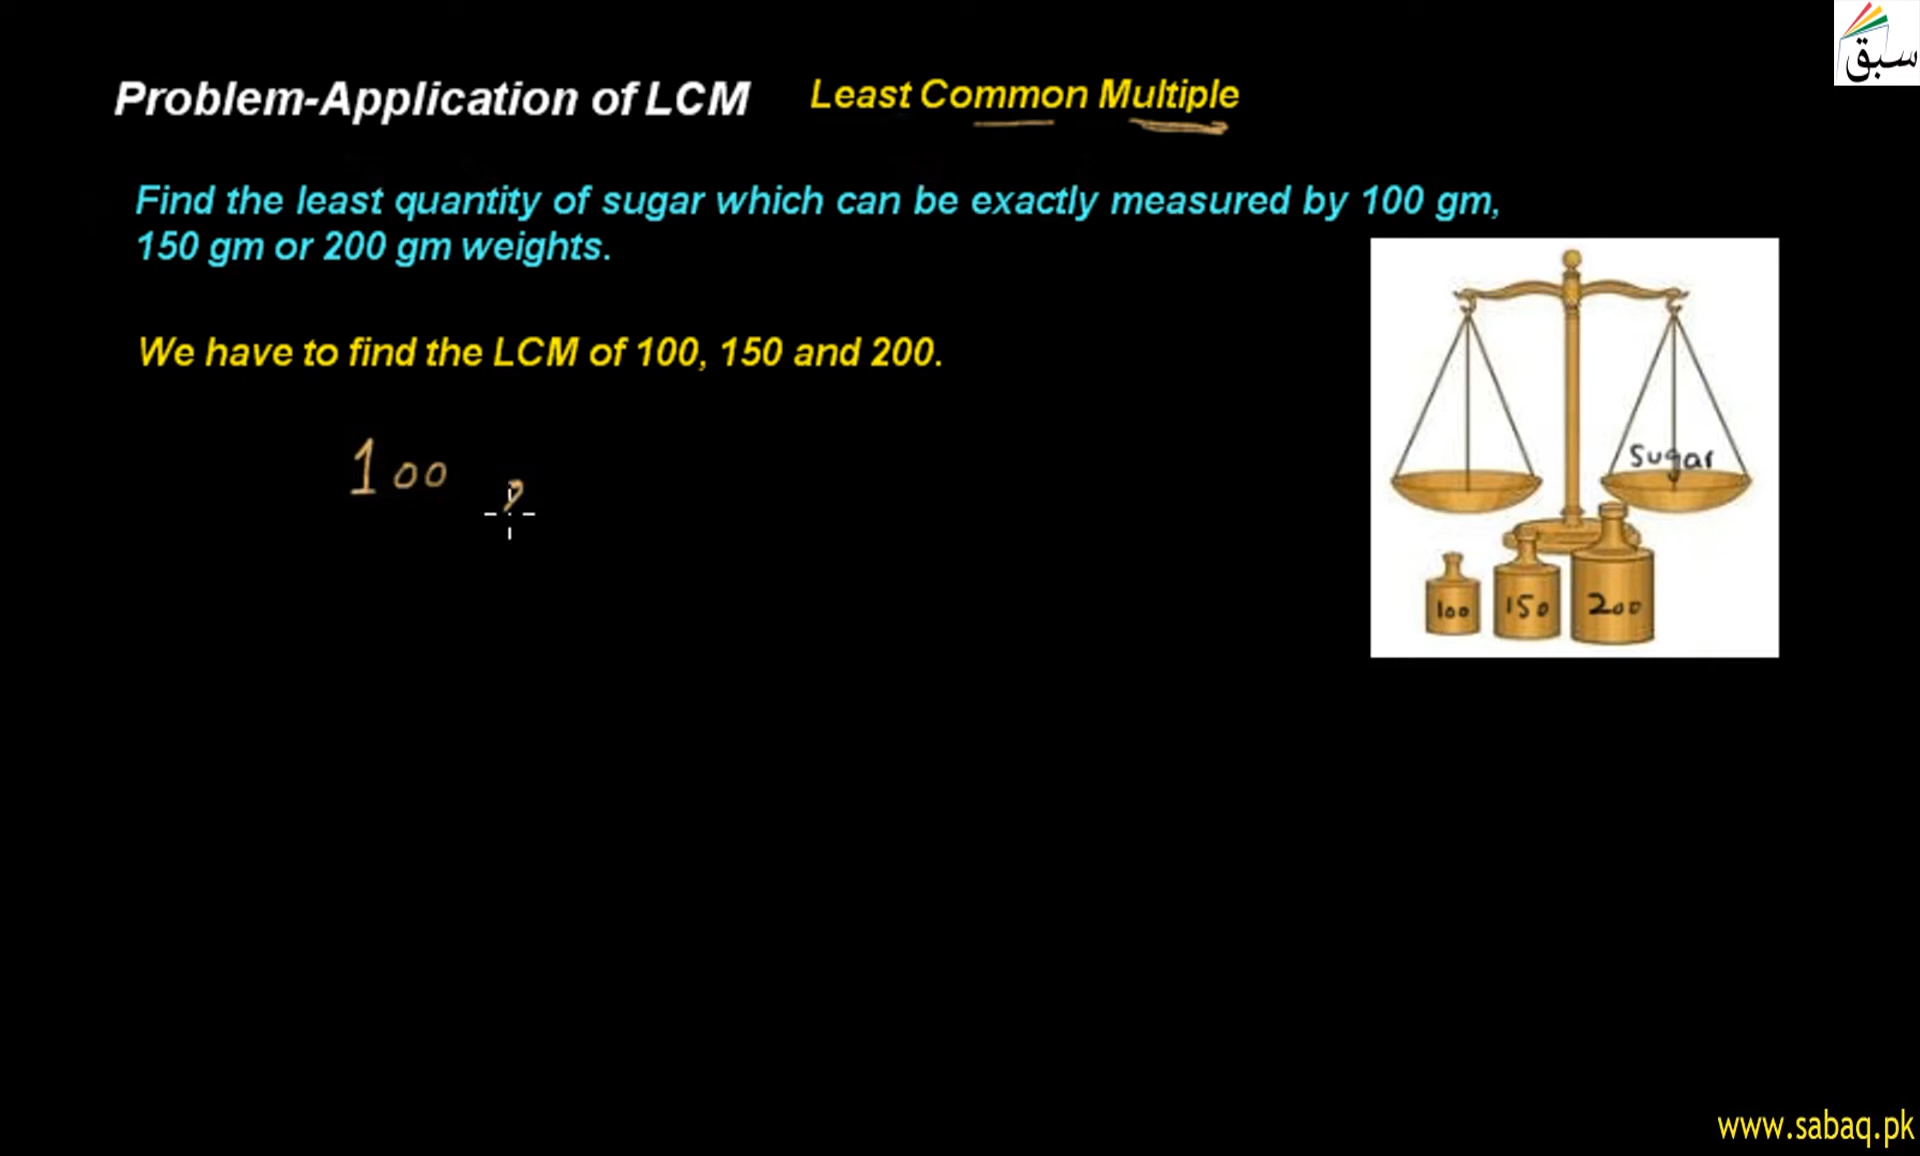 سبق
Problem-Application of LCM Least Common Multiple
Find the least quantity of sugar which can be exactly measured by 100 gm,
150 gm or 200 gm weights.
We have to find the LCM of 100, 150 and 200.
100 ,
Sugar
100 150 200
www.sabaq.pk